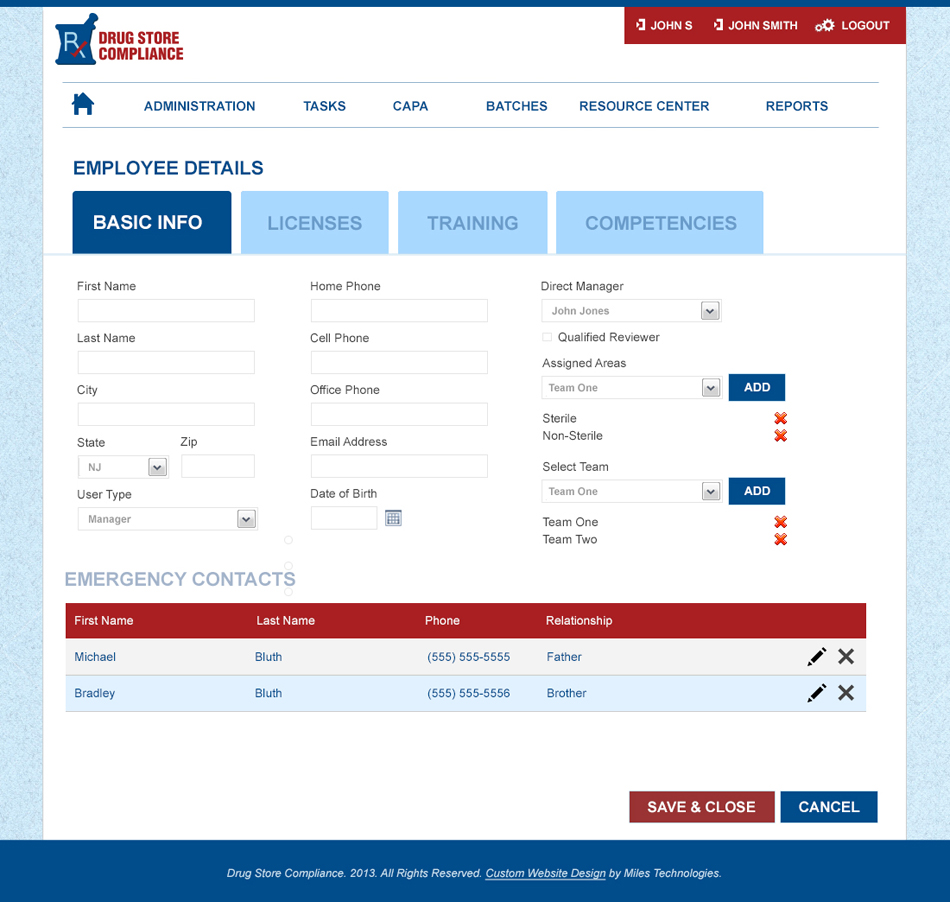 Rx DRUG STORE
COMPLIANCE
JOHN S JOHN SMITH LOGOUT
ADMINISTRATION TASKS CAPA BATCHES RESOURCE CENTER REPORTS
EMPLOYEE DETAILS
BASIC INFO LICENSES TRAINING COMPETENCIES
First Name
Last Name
City
State Zip
NJ
User Type
Manager
Home Phone
Cell Phone
Office Phone
Email Address
Date of Birth
Direct Manager
John Jones
Qualified Reviewer
Assigned Areas
Team One ADD
Sterile
Non-Sterile
Select Team
Team One ADD
Team One
Team Two
EMERGENCY CONTACTS
First Name Last Name Phone Relationship
Michael Bluth (555) 555-5555 Father
Bradley Bluth (555) 555-5556 Brother
SAVE & CLOSE CANCEL
Drug Store Compliance. 2013. All Rights Reserved. Custom Website Design by Miles Technologies.